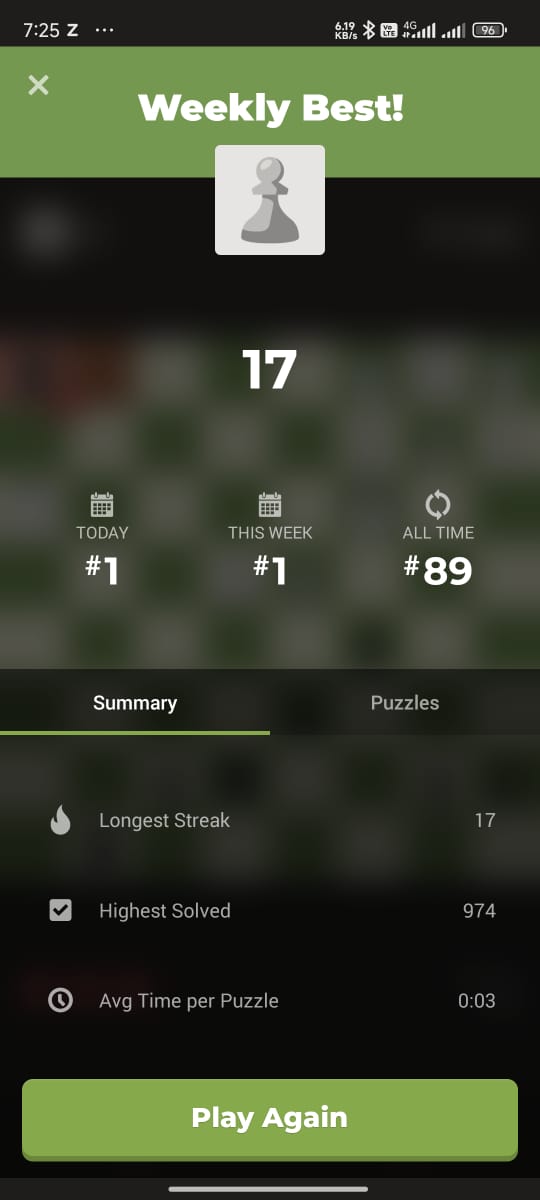 7:25 Z ...
6.19 KB/s Vo LTE 4G 96
Weekly Best!
17
TODAY THIS WEEK ALL TIME
#1 #1 #89
Summary Puzzles
Longest Streak 17
Highest Solved 974
Avg Time per Puzzle 0:03
Play Again